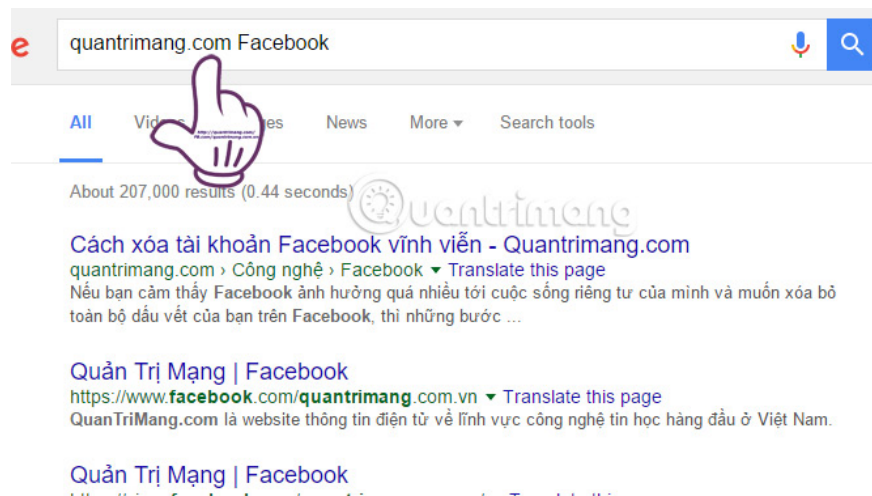 e
quantrimang.com Facebook
All News More Search tools
About 207,000 results (0.44 seconds)
Quantrimang
Cách xóa tài khoản Facebook vĩnh viễn - Quantrimang.com
quantrimang.com › Công nghệ › Facebook ▼ Translate this page
Nếu bạn cảm thấy Facebook ảnh hưởng quá nhiều tới cuộc sống riêng tư của mình và muốn xóa bỏ
toàn bộ dấu vết của bạn trên Facebook, thì những bước ...
Quản Trị Mạng | Facebook
https://www.facebook.com/quantrimang.com.vn ▼ Translate this page
QuanTriMang.com là website thông tin điện tử về lĩnh vực công nghệ tin học hàng đầu ở Việt Nam.
Quản Trị Mạng | Facebook